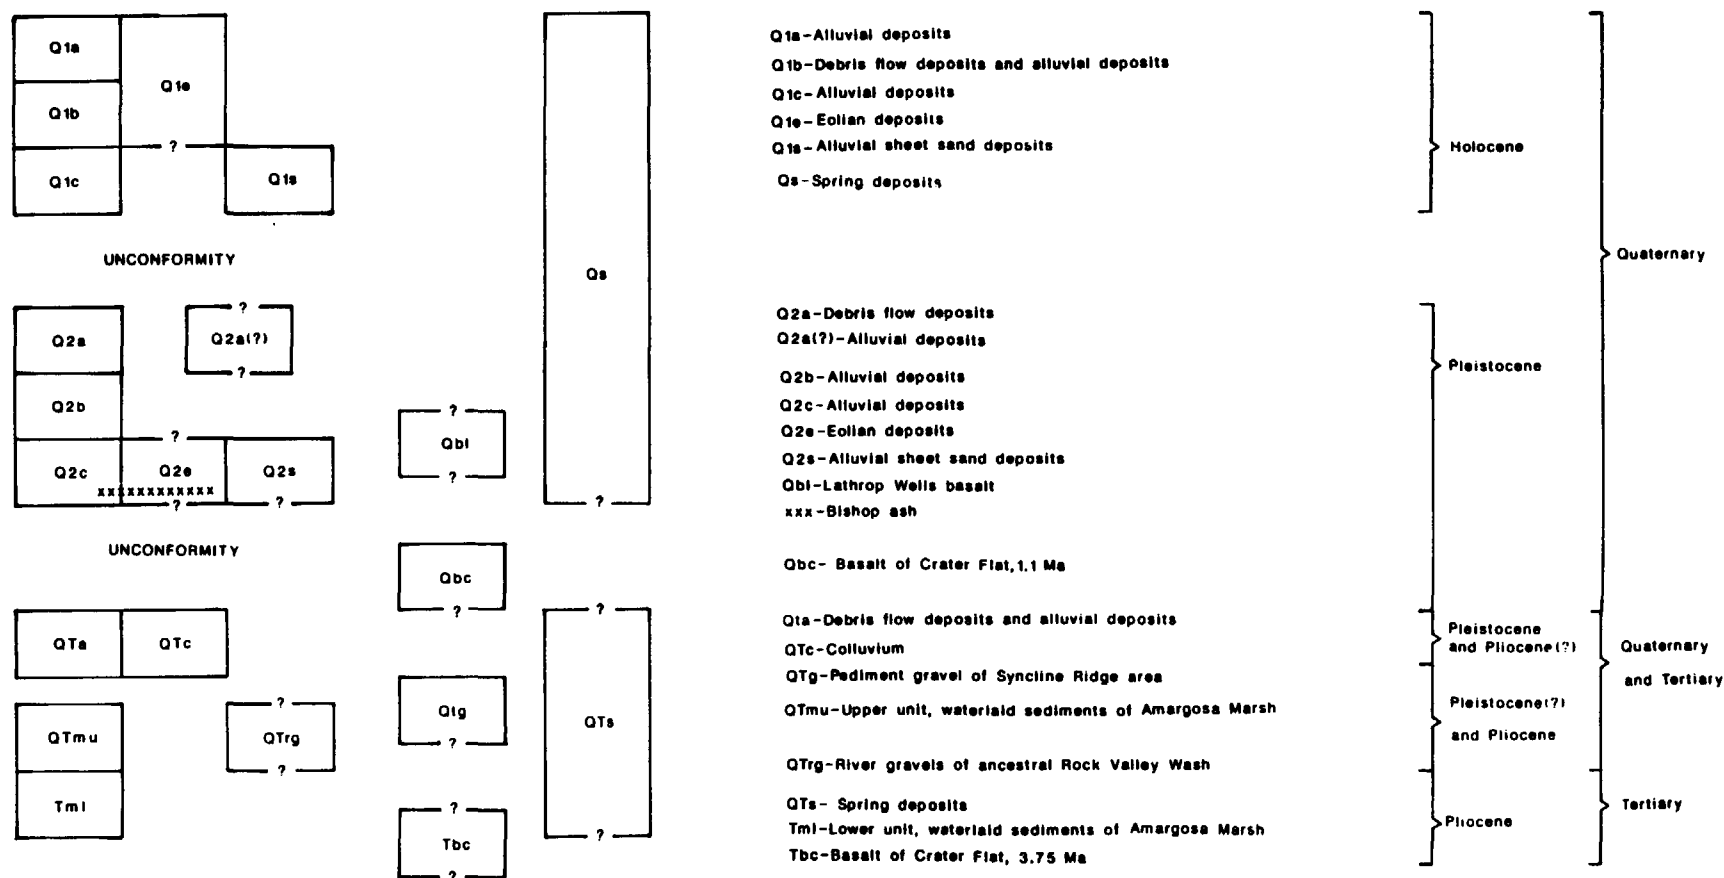 Q1a
Q1e
Q1b
?
Q1c
Q1s
UNCONFORMITY
Qs
?
Q2a
Q2a(?)
?
Q2b
?
Qbl
?
?
Q2c
Q2e
Q2s
xxxxxxxxxxxx
?
?
?
UNCONFORMITY
Qbc
?
?
QTa
QTc
Qtg
?
QTs
?
QTmu
?
QTrg
?
Tml
?
Tbc
?
Q1a-Alluvial deposits
Q1b-Debris flow deposits and alluvial deposits
Q1c-Alluvial deposits
Q1e-Eolian deposits
Q1s-Alluvial sheet sand deposits
Qs-Spring deposits
Q2a-Debris flow deposits
Q2a(?)-Alluvial deposits
Q2b-Alluvial deposits
Q2c-Alluvial deposits
Q2e-Eolian deposits
Q2s-Alluvial sheet sand deposits
Qbl-Lathrop Wells basalt
xxx-Bishop ash
Qbc- Basalt of Crater Flat,1.1 Ma
Qta-Debris flow deposits and alluvial deposits
QTc-Colluvium
QTg-Pediment gravel of Syncline Ridge area
QTmu-Upper unit, waterlaid sediments of Amargosa Marsh
QTrg-River gravels of ancestral Rock Valley Wash
QTs- Spring deposits
Tml-Lower unit, waterlaid sediments of Amargosa Marsh
Tbc-Basalt of Crater Flat, 3.75 Ma
Holocene
Pleistocene
Pleistocene
and Pliocene(?)
Pleistocene(?)
and Pliocene
Pliocene
Quaternary
Quaternary
and Tertiary
Tertiary